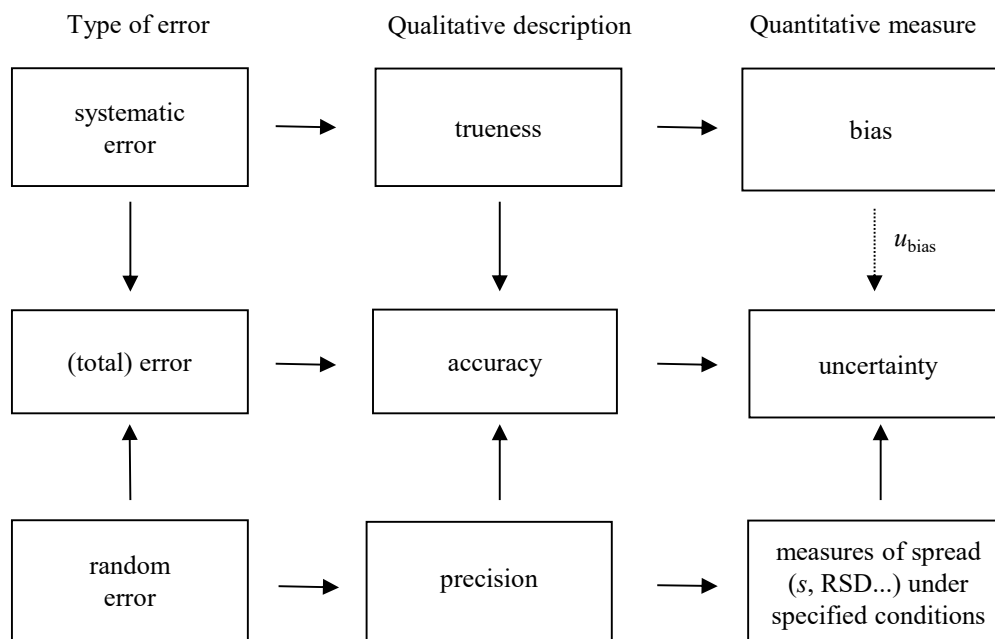 Type of error
Qualitative description
Quantitative measure
systematic
error
trueness
bias
u_bias
(total) error
accuracy
uncertainty
random
error
precision
measures of spread
(s, RSD...) under
specified conditions